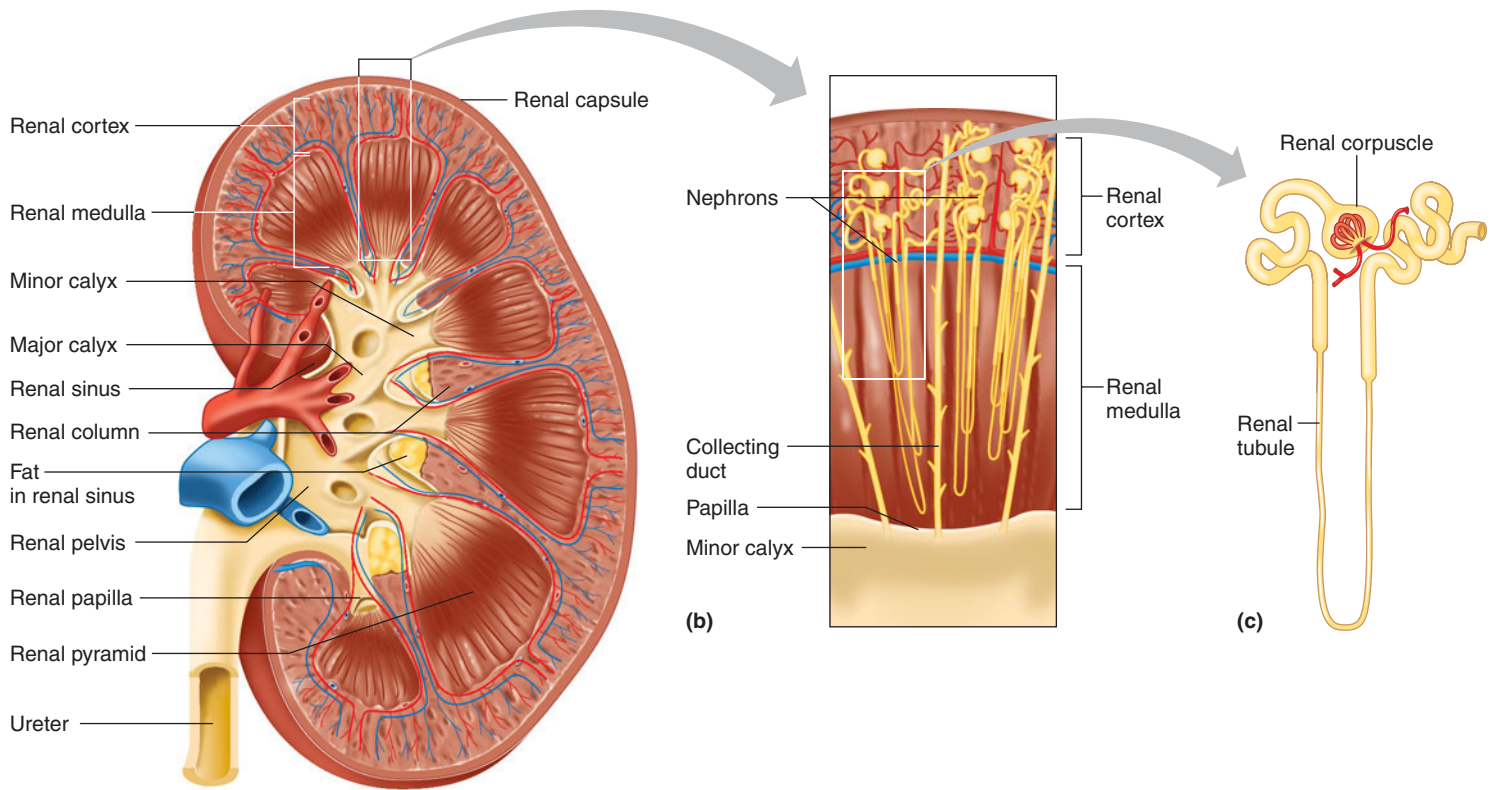 Renal capsule
Renal cortex
Renal medulla
Minor calyx
Major calyx
Renal sinus
Renal column
Fat
in renal sinus
Renal pelvis
Renal papilla
Renal pyramid
Ureter
Nephrons
Renal
cortex
Renal
medulla
Collecting
duct
Papilla
Minor calyx
(b)
Renal corpuscle
Renal
tubule
(c)